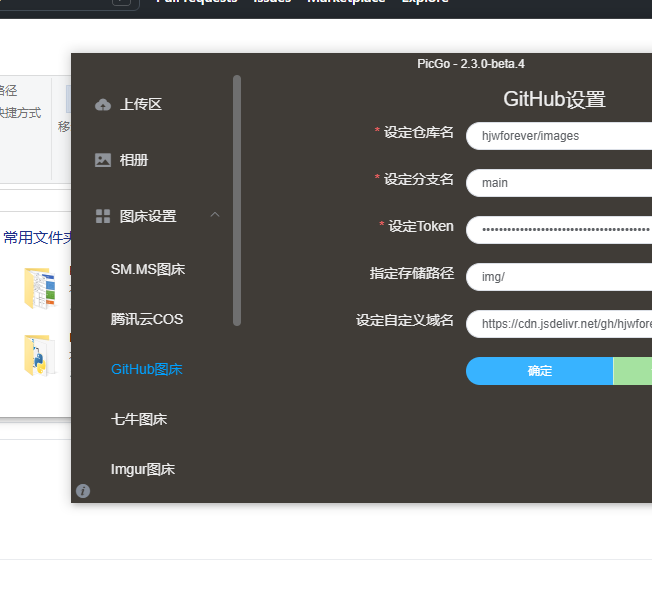 Pull requests Issues Marketplace Explore
PicGo - 2.3.0-beta.4
路径
快捷方式
移
常用文件夹
上传区
相册
图床设置
SM.MS图床
腾讯云COS
GitHub图床
七牛图床
Imgur图床
GitHub设置
* 设定仓库名 hjwforever/images
* 设定分支名 main
* 设定Token ••••••••••••••••••••••••••••••••••••••••
指定存储路径 img/
设定自定义域名 https://cdn.jsdelivr.net/gh/hjwfore
确定